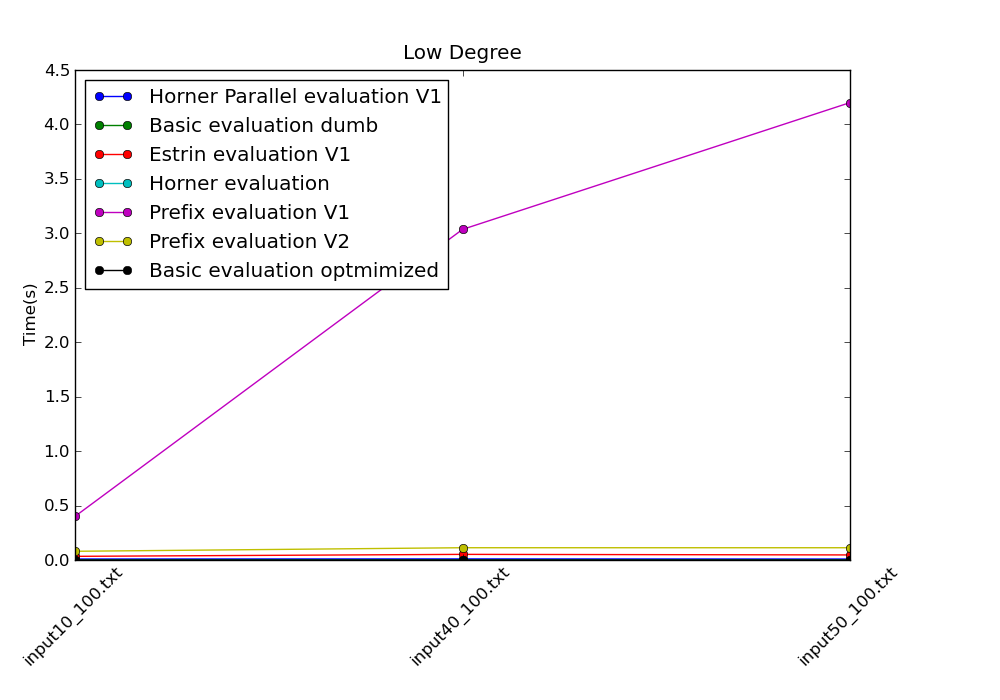 Low Degree
Horner Parallel evaluation V1
Basic evaluation dumb
Estrin evaluation V1
Horner evaluation
Prefix evaluation V1
Prefix evaluation V2
Basic evaluation optmimized
Time(s)
4.5
4.0
3.5
3.0
2.5
2.0
1.5
1.0
0.5
0.0
input10_100.txt
input40_100.txt
input50_100.txt